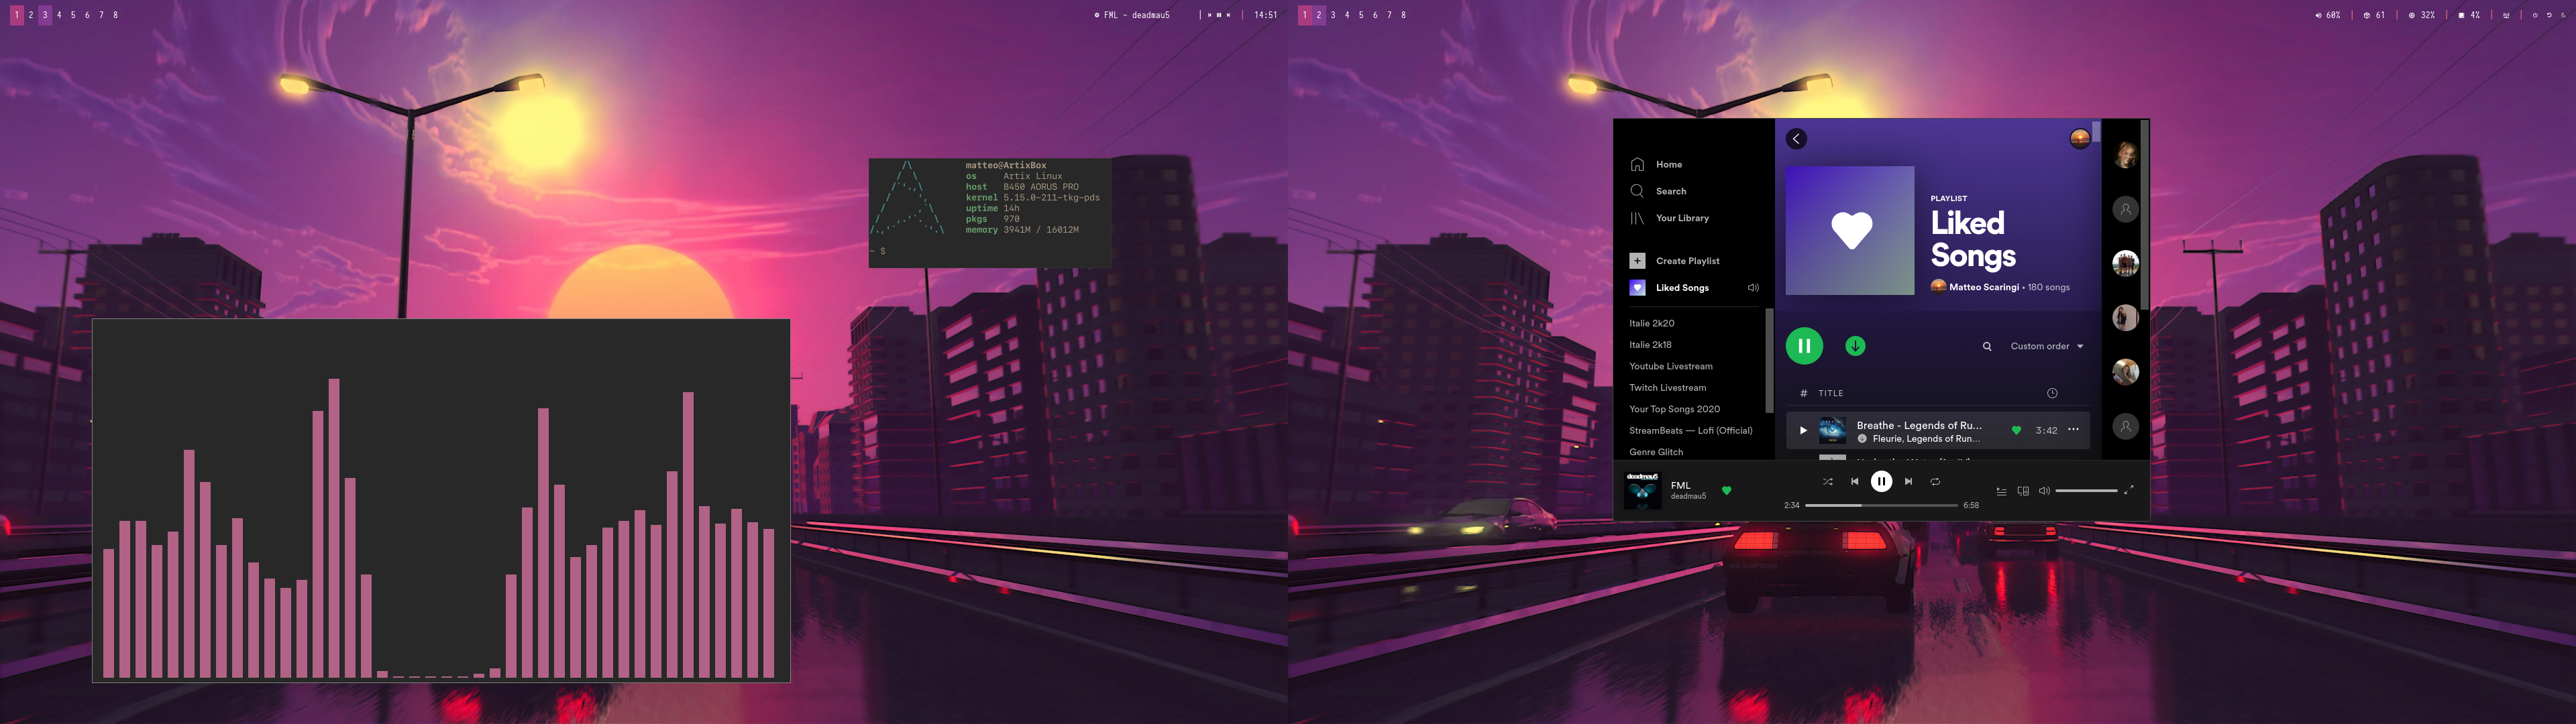 1 2 3 4 5 6 7 8
FML - deadmau5
14:51
1 2 3 4 5 6 7 8
60% 61 32% 4%
matteo@ArtixBox
os Artix Linux
host B450 AORUS PRO
kernel 5.15.0-211-tkg-pds
uptime 14h
pkgs 970
memory 3941M / 16012M
~ $
Home
Search
Your Library
Create Playlist
Liked Songs
Italie 2k20
Italie 2k18
Youtube Livestream
Twitch Livestream
Your Top Songs 2020
StreamBeats — Lofi (Official)
Genre Glitch
PLAYLIST
Liked
Songs
Matteo Scaringi • 180 songs
Custom order
# TITLE
Breathe - Legends of Ru...
Fleurie, Legends of Run...
3:42
deadmau5
FML
deadmau5
2:34
6:58